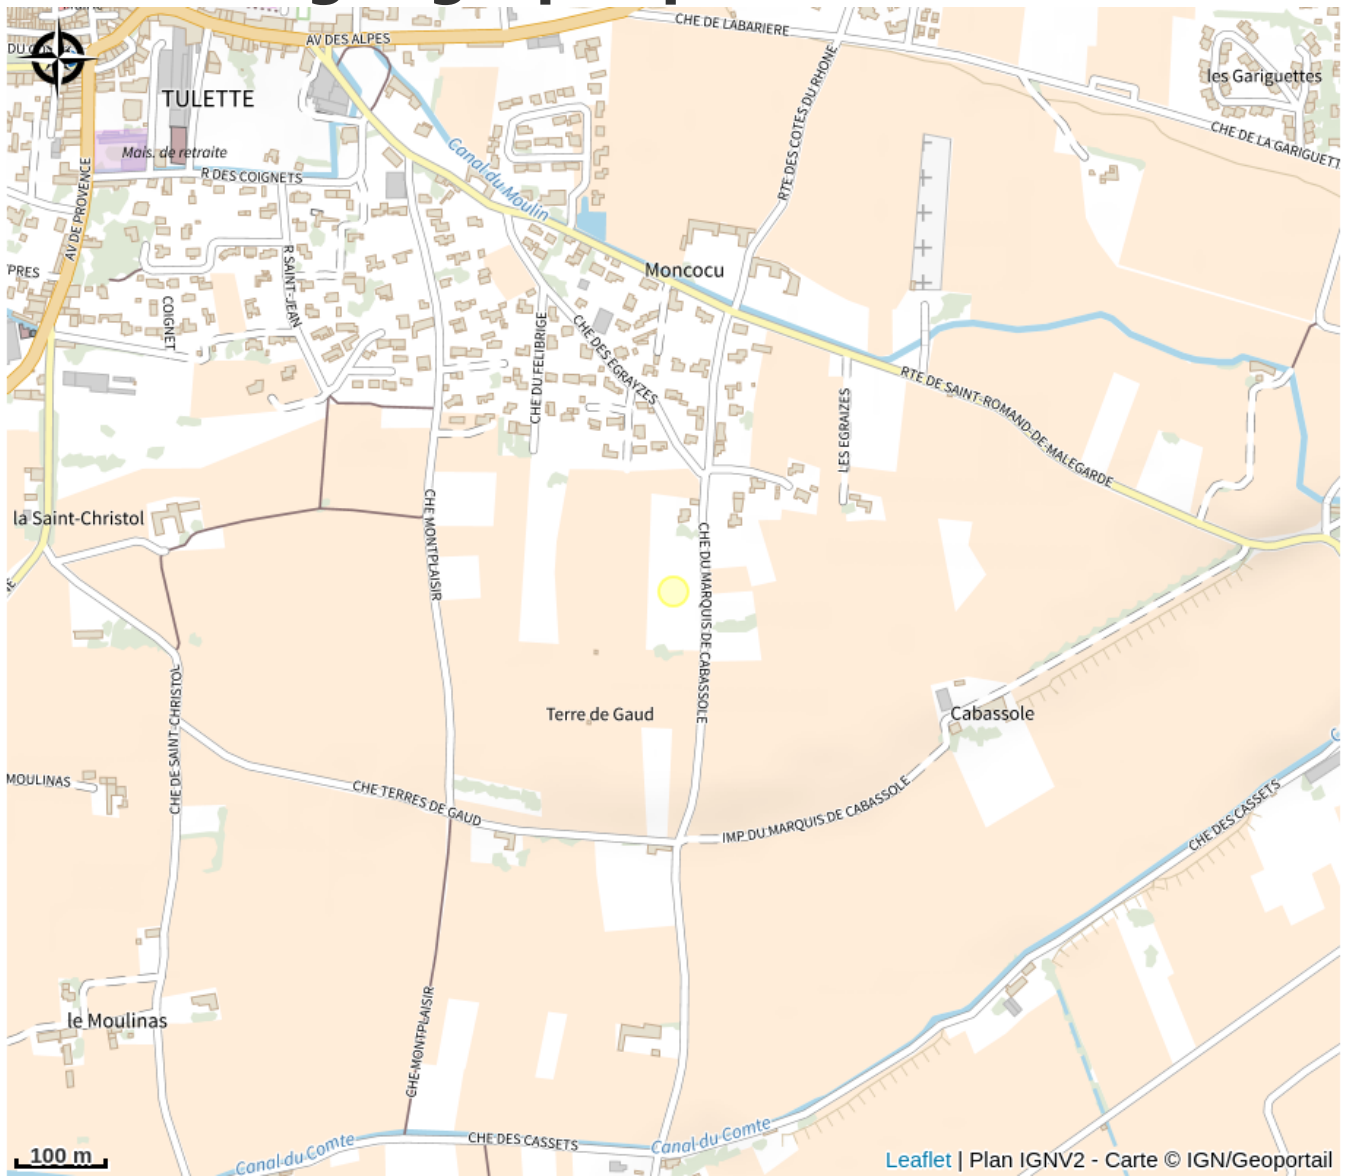 CHE DE LABARIERE
AV DES ALPES
les Gariguettes
TULETTE
RTE DES COTES DU RHONE
CHE DE LA GARIGUETT
Mais. de retraite
Canal du Moulin
R DES COIGNETS
AV DE PROVENCE
R SAINT-JEAN
Moncocu
COIGNET
CHE DU FELIBRIGE
CHE DES EGRAYZES
RTE DE SAINT-ROMAND-DE-MALEGARDE
LES EGRAIZES
la Saint-Christol
CHE MONTPLAISIR
CHE DU MARQUIS DE CABASSOLE
CHE DE SAINT-CHRISTOL
Terre de Gaud
Cabassole
MOULINAS
CHE TERRES DE GAUD
IMP DU MARQUIS DE CABASSOLE
CHE DES CASSETS
le Moulinas
CHE MONTPLAISIR
Canal du Comte
CHE DES CASSETS
Canal du Comte
100 m
Leaflet | Plan IGNV2 - Carte © IGN/Geoportail